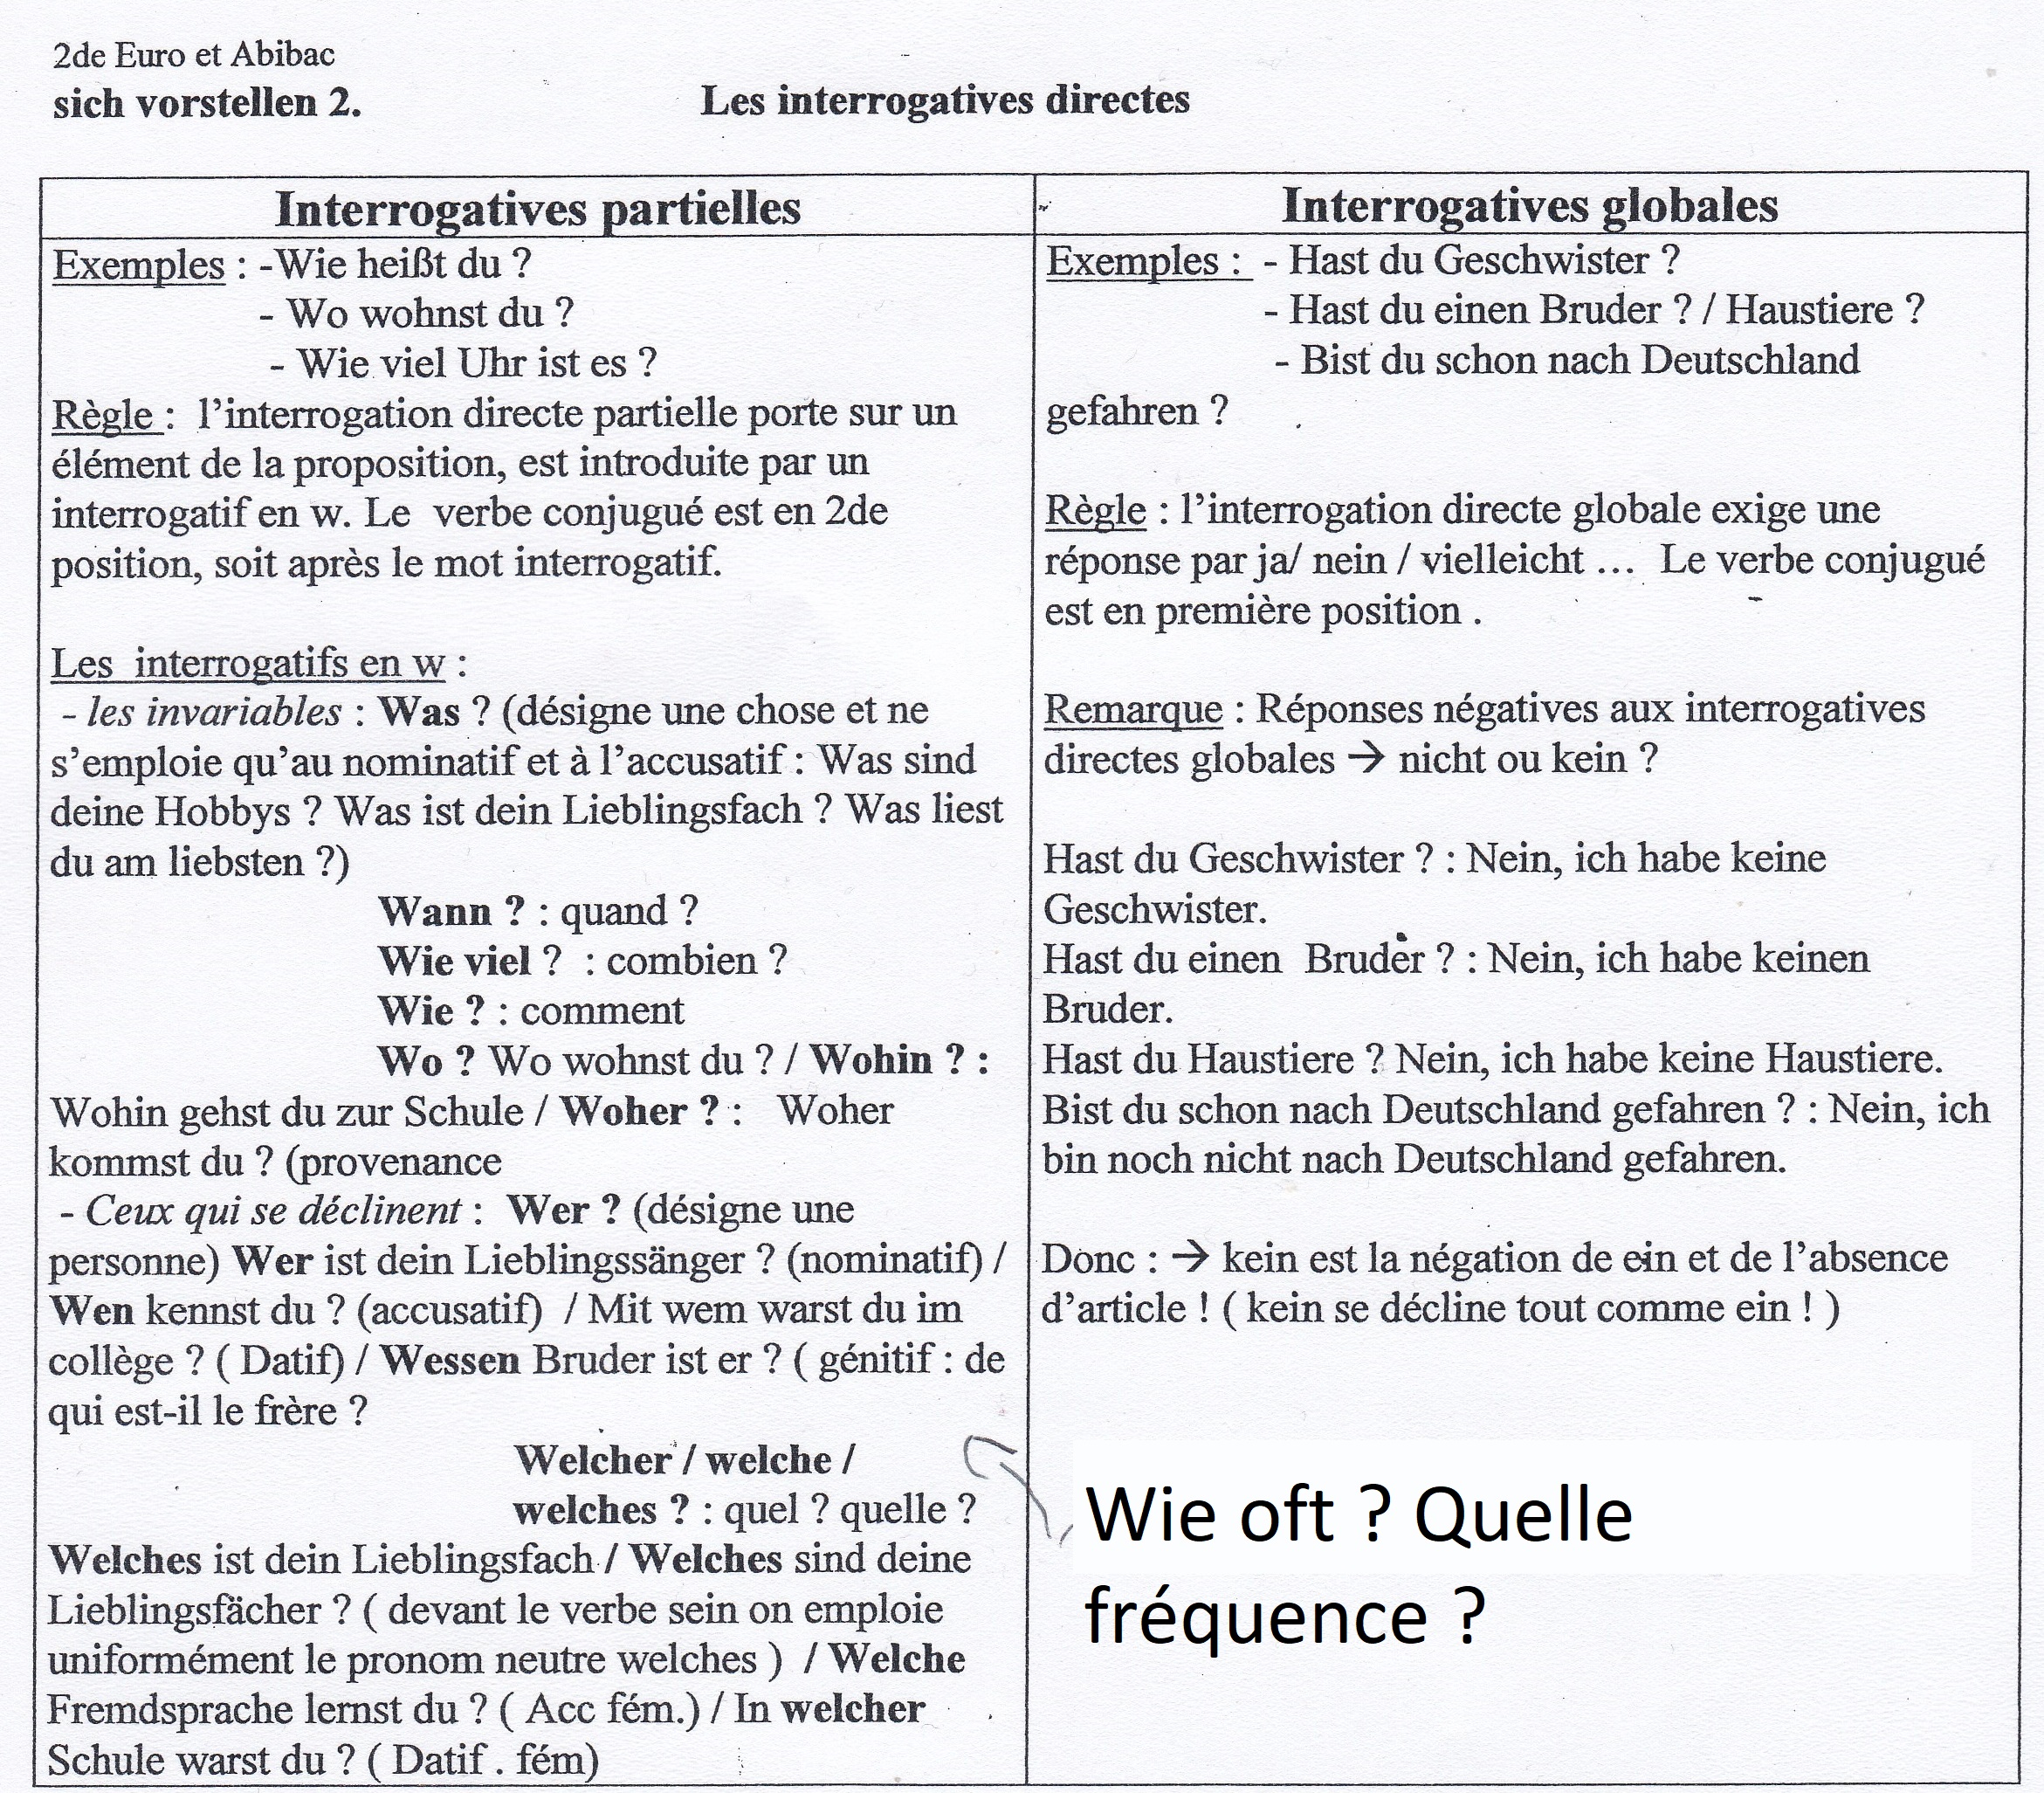 2de Euro et Abibac
sich vorstellen 2.
Les interrogatives directes
Interrogatives partielles
Exemples : -Wie heißt du ?
- Wo wohnst du ?
- Wie viel Uhr ist es ?
Règle : l'interrogation directe partielle porte sur un
élément de la proposition, est introduite par un
interrogatif en w. Le verbe conjugué est en 2de
position, soit après le mot interrogatif.
Les interrogatifs en w :
- les invariables : Was ? (désigne une chose et ne
s'emploie qu'au nominatif et à l'accusatif : Was sind
deine Hobbys ? Was ist dein Lieblingsfach ? Was liest
du am liebsten ?)
Wann ? : quand ?
Wie viel ? : combien ?
Wie ? : comment
Wo ? Wo wohnst du ? / Wohin ? :
Wohin gehst du zur Schule / Woher ? : Woher
kommst du ? (provenance
- Ceux qui se déclinent : Wer ? (désigne une
personne) Wer ist dein Lieblingssänger ? (nominatif) /
Wen kennst du ? (accusatif) / Mit wem warst du im
collège ? ( Datif) / Wessen Bruder ist er ? ( génitif : de
qui est-il le frère ?
Welcher / welche /
welches ? : quel ? quelle ?
Welches ist dein Lieblingsfach / Welches sind deine
Lieblingsfächer ? ( devant le verbe sein on emploie
uniformément le pronom neutre welches ) / Welche
Fremdsprache lernst du ? ( Acc fém.) / In welcher
Schule warst du ? ( Datif . fém)
Interrogatives globales
Exemples : - Hast du Geschwister ?
- Hast du einen Bruder ? / Haustiere ?
- Bist du schon nach Deutschland
gefahren ?
Règle : l'interrogation directe globale exige une
réponse par ja/ nein / vielleicht … Le verbe conjugué
est en première position .
Remarque : Réponses négatives aux interrogatives
directes globales → nicht ou kein ?
Hast du Geschwister ? : Nein, ich habe keine
Geschwister.
Hast du einen Bruder ? : Nein, ich habe keinen
Bruder.
Hast du Haustiere ? Nein, ich habe keine Haustiere.
Bist du schon nach Deutschland gefahren ? : Nein, ich
bin noch nicht nach Deutschland gefahren.
Donc : → kein est la négation de ein et de l'absence
d'article ! ( kein se décline tout comme ein ! )
Wie oft ? Quelle
fréquence ?